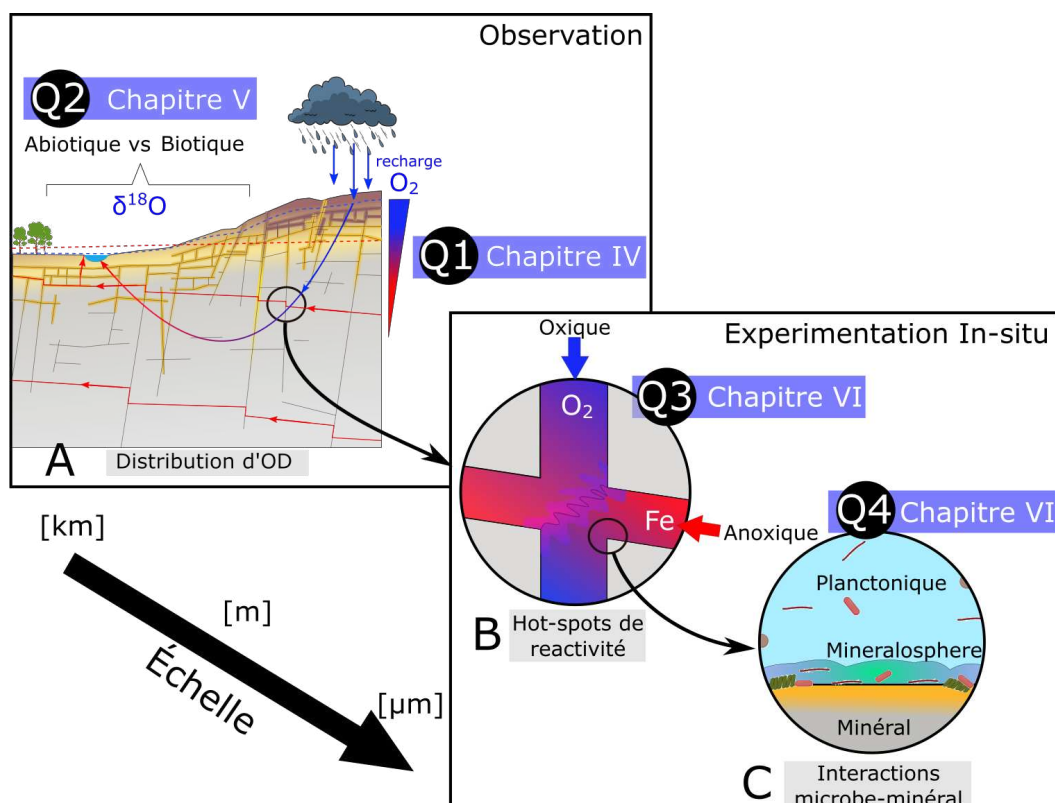 Observation
Q2 Chapitre V
Abiotique vs Biotique
δ18O
recharge
O2
Q1 Chapitre IV
A
Distribution d'OD
Experimentation In-situ
Oxique
O2
Q3 Chapitre VI
Fe
Anoxique
B
Hot-spots de
reactivité
Q4 Chapitre VI
Planctonique
Mineralosphere
Minéral
C
Interactions
microbe-minéral
[km]
[m]
[µm]
Échelle